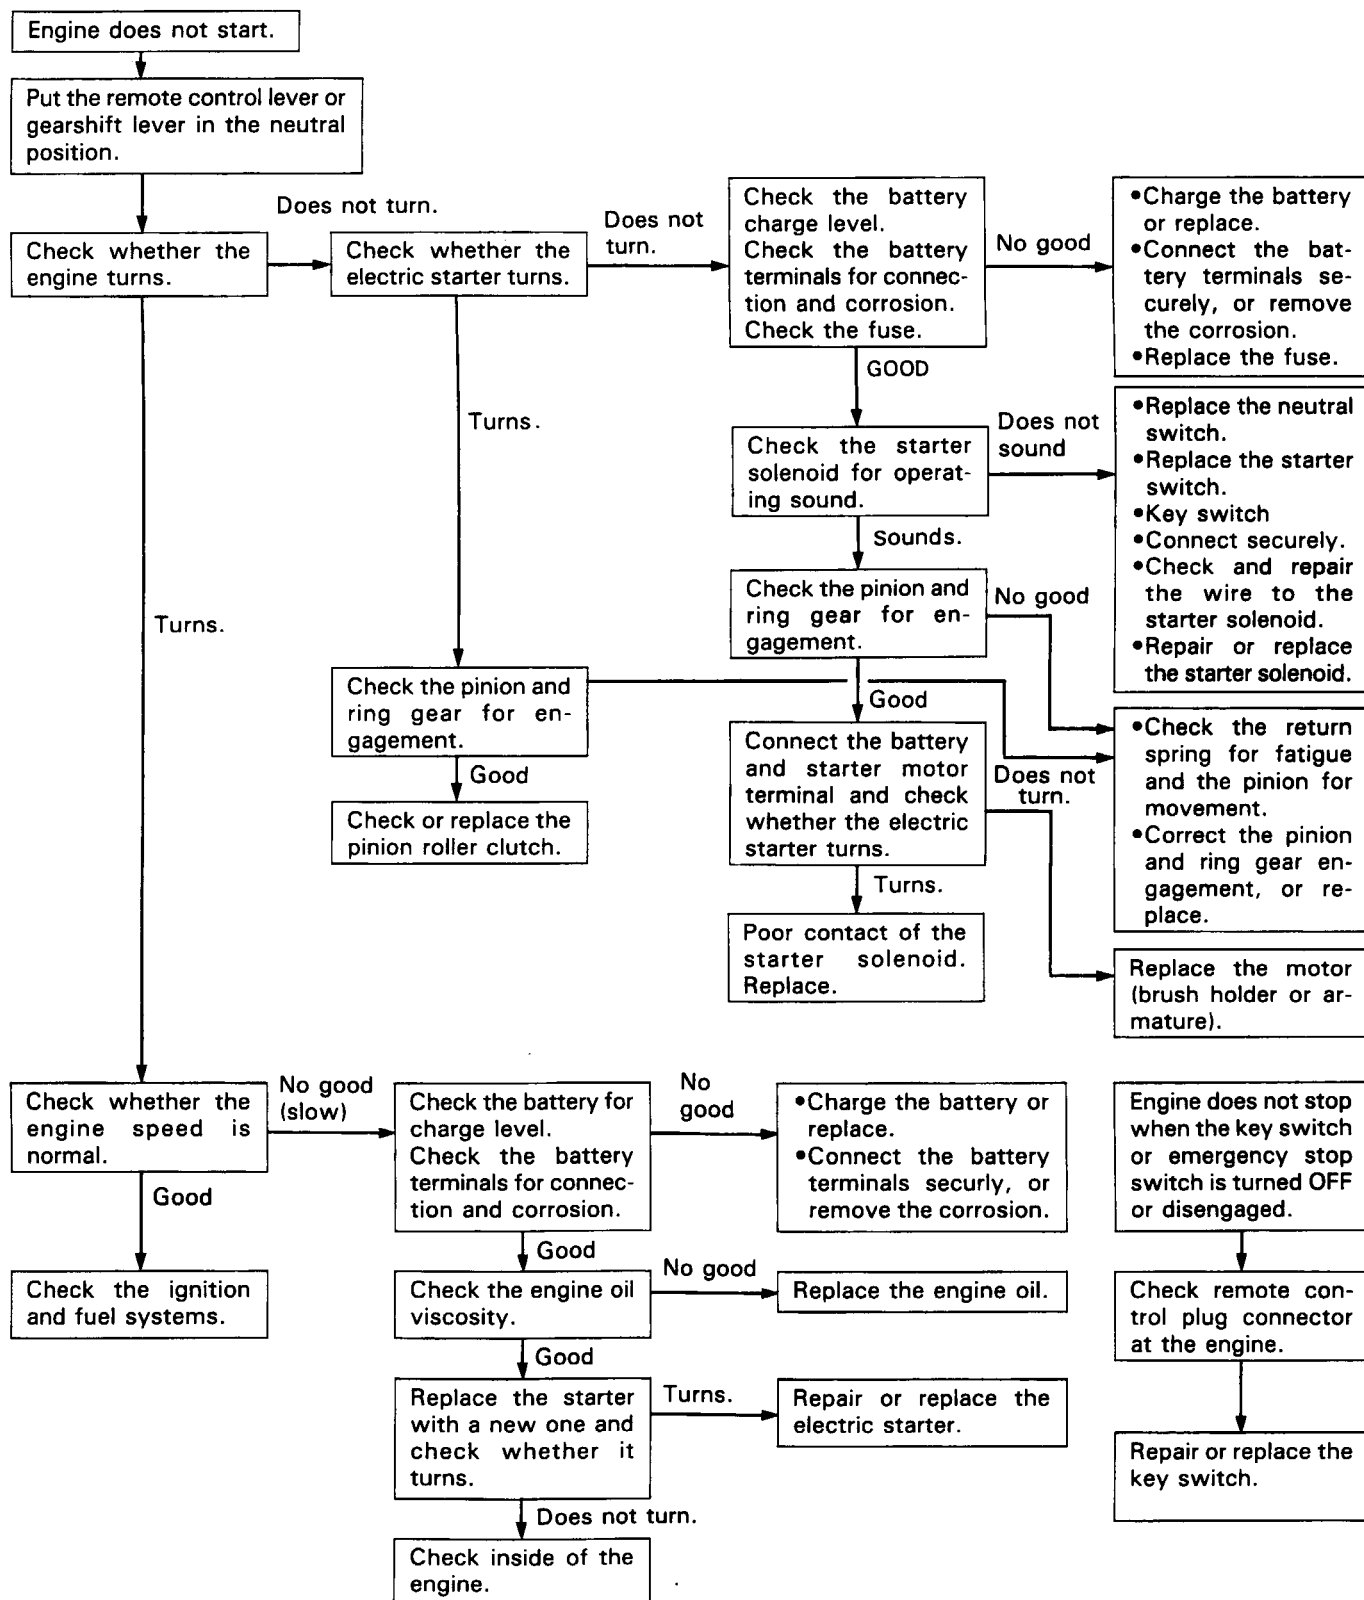 Engine does not start.
Put the remote control lever or
gearshift lever in the neutral
position.
Does not turn.
Check whether the
engine turns.
Check whether the
electric starter turns.
Does not
turn.
Check the battery
charge level.
Check the battery
terminals for connec-
tion and corrosion.
Check the fuse.
No good
•Charge the battery
or replace.
•Connect the bat-
tery terminals se-
curely, or remove
the corrosion.
•Replace the fuse.
GOOD
Turns.
Check the starter
solenoid for operat-
ing sound.
Does not
sound
•Replace the neutral
switch.
•Replace the starter
switch.
•Key switch
•Connect securely.
•Check and repair
the wire to the
starter solenoid.
•Repair or replace
the starter solenoid.
Sounds.
Check the pinion and
ring gear for en-
gagement.
No good
Turns.
Check the pinion and
ring gear for en-
gagement.
Good
Good
Check or replace the
pinion roller clutch.
Connect the battery
and starter motor
terminal and check
whether the electric
starter turns.
Does not
turn.
•Check the return
spring for fatigue
and the pinion for
movement.
•Correct the pinion
and ring gear en-
gagement, or re-
place.
Turns.
Poor contact of the
starter solenoid.
Replace.
Replace the motor
(brush holder or ar-
mature).
Check whether the
engine speed is
normal.
No good
(slow)
Check the battery for
charge level.
Check the battery
terminals for connec-
tion and corrosion.
No
good
•Charge the battery or
replace.
•Connect the battery
terminals securly, or
remove the corrosion.
Engine does not stop
when the key switch
or emergency stop
switch is turned OFF
or disengaged.
Good
Good
Check the ignition
and fuel systems.
Check the engine oil
viscosity.
No good
Replace the engine oil.
Check remote con-
trol plug connector
at the engine.
Good
Replace the starter
with a new one and
check whether it
turns.
Turns.
Repair or replace the
electric starter.
Repair or replace the
key switch.
Does not turn.
Check inside of the
engine.